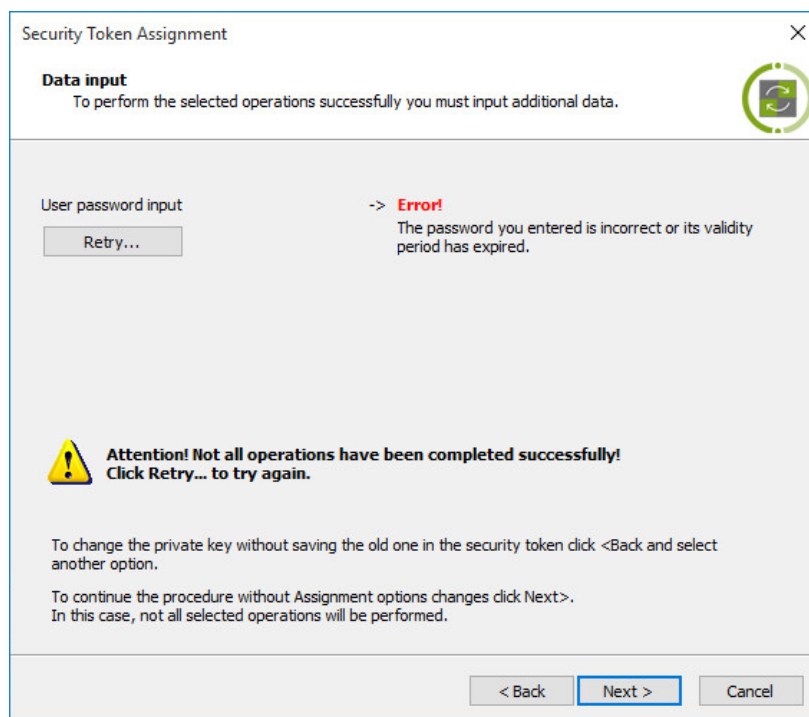 Security Token Assignment
Data input
To perform the selected operations successfully you must input additional data.
User password input
-> Error!
Retry...
The password you entered is incorrect or its validity
period has expired.
Attention! Not all operations have been completed successfully!
Click Retry... to try again.
To change the private key without saving the old one in the security token click <Back and select
another option.
To continue the procedure without Assignment options changes click Next>.
In this case, not all selected operations will be performed.
< Back
Next >
Cancel